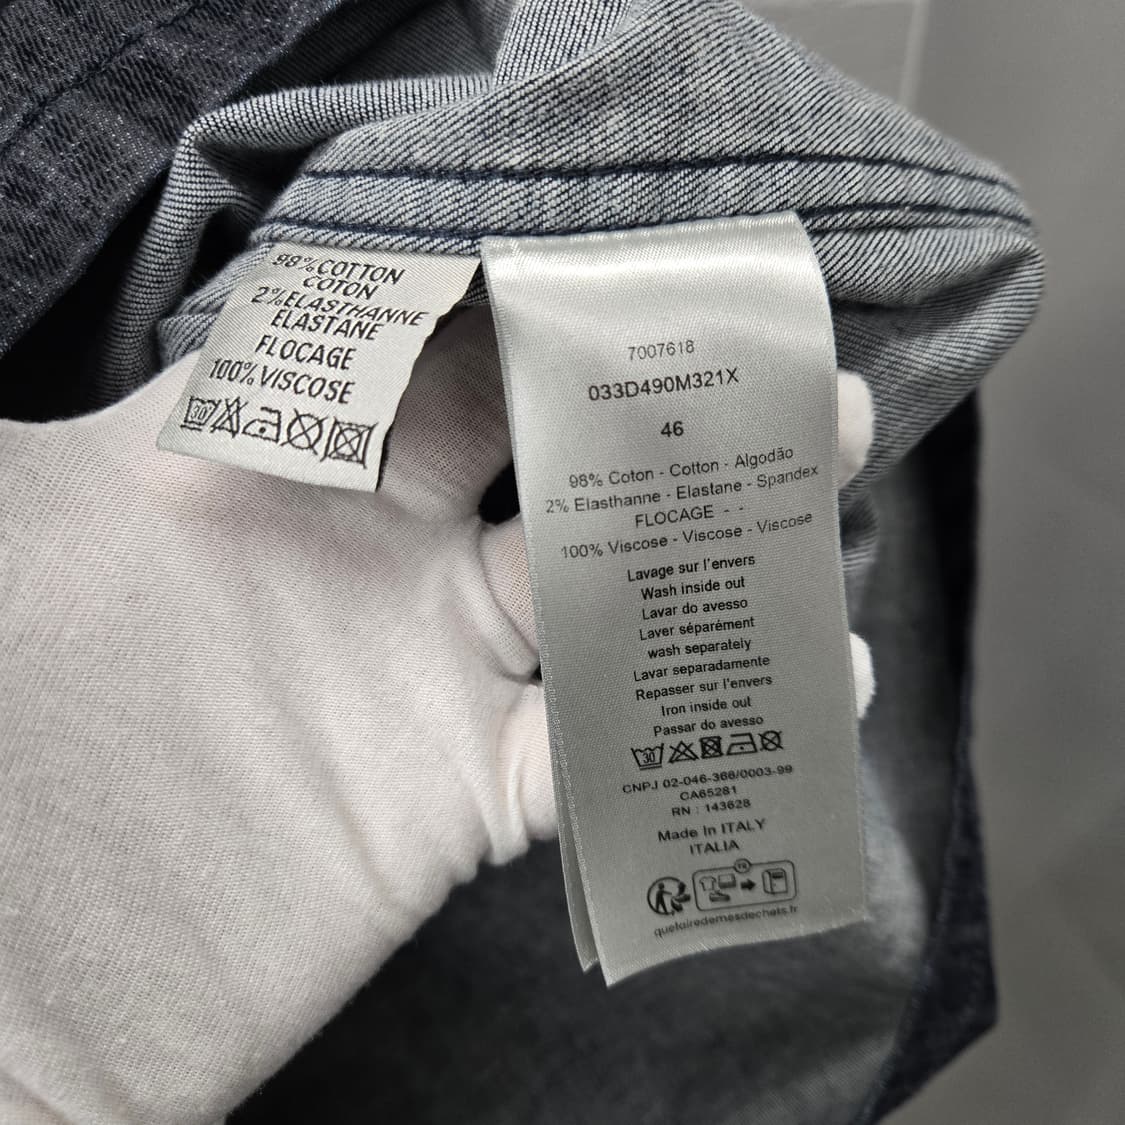 98% COTTON
COTON
2% ELASTHANNE
ELASTANE
FLOCAGE
100% VISCOSE
30
7007618
033D490M321X
46
98% Coton - Cotton - Algodão
2% Elasthanne - Elastane - Spandex
FLOCAGE - -
100% Viscose - Viscose - Viscose
Lavage sur l'envers
Wash inside out
Lavar do avesso
Laver séparément
wash separately
Lavar separadamente
Repasser sur l'envers
Iron inside out
Passar do avesso
30
CNPJ 02-046-366/0003-99
CA65281
RN : 143628
Made In ITALY
ITALIA
FR
quefairedemesdechets.fr